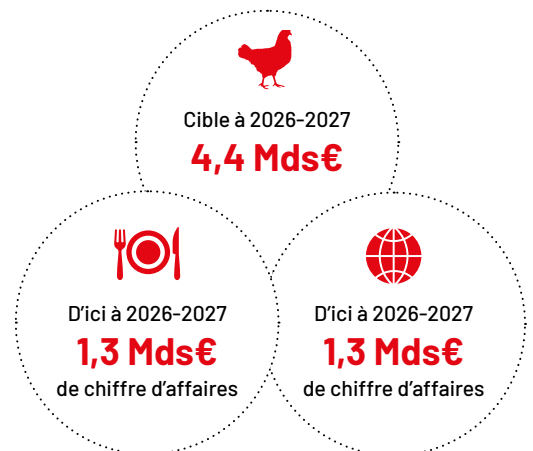 Cible à 2026-2027
4,4 Mds€
D'ici à 2026-2027
1,3 Mds€
de chiffre d'affaires
D'ici à 2026-2027
1,3 Mds€
de chiffre d'affaires